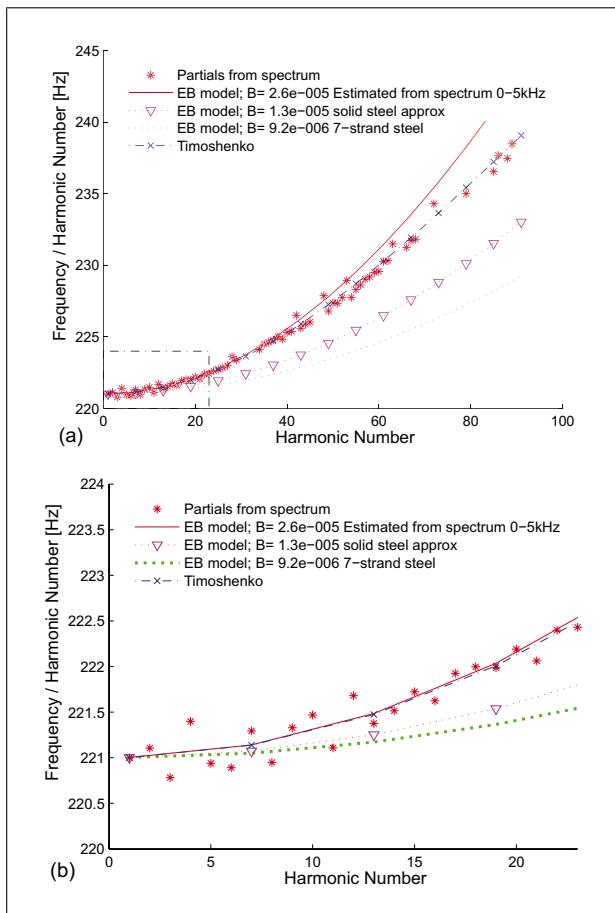 245
240
235
230
225
220
Frequency / Harmonic Number [Hz]
Partials from spectrum
EB model; B= 2.6e−005 Estimated from spectrum 0−5kHz
EB model; B= 1.3e−005 solid steel approx
EB model; B= 9.2e−006 7−strand steel
Timoshenko
0 20 40 60 80 100
Harmonic Number
(a)
224
223.5
223
222.5
222
221.5
221
220.5
220
Frequency / Harmonic Number [Hz]
Partials from spectrum
EB model; B= 2.6e−005 Estimated from spectrum 0−5kHz
EB model; B= 1.3e−005 solid steel approx
EB model; B= 9.2e−006 7−strand steel
Timoshenko
0 5 10 15 20
Harmonic Number
(b)